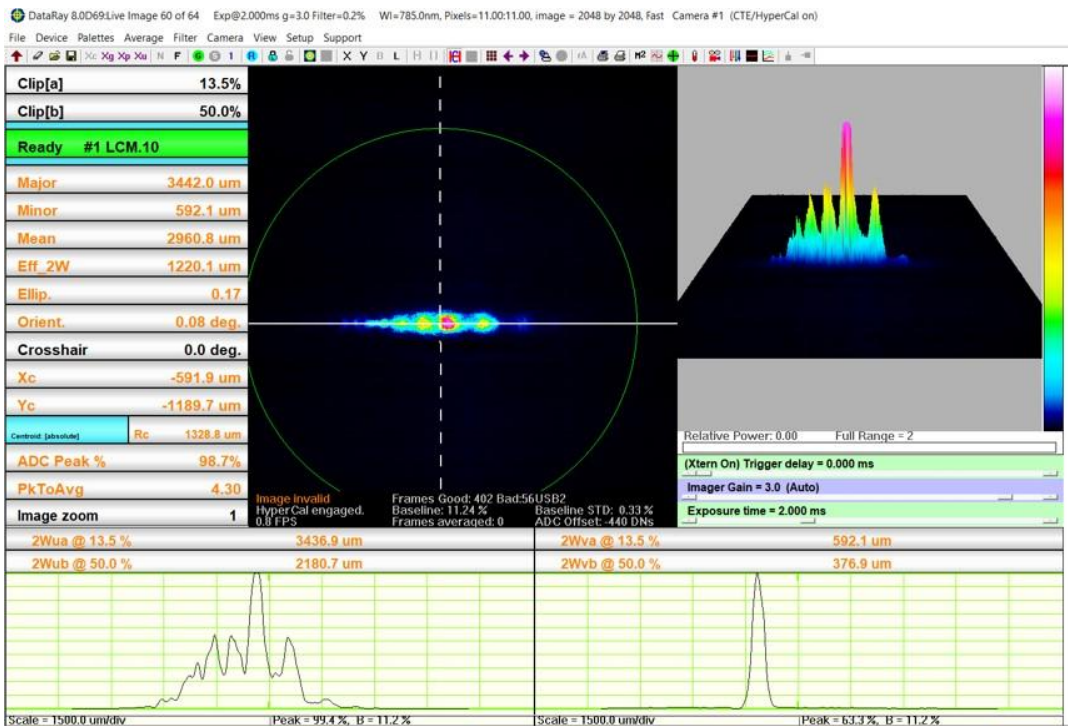 DataRay 8.0D69:Live Image 60 of 64 Exp@2.000ms g=3.0 Filter=0.2% Wl=785.0nm, Pixels=11.00:11.00, image = 2048 by 2048, Fast Camera #1 (CTE/HyperCal on)
File Device Palettes Average Filter Camera View Setup Support
Xc Xg Xp Xu N F 1 R X Y B L H M²
Clip[a] 13.5%
Clip[b] 50.0%
Ready #1 LCM.10
Major 3442.0 um
Minor 592.1 um
Mean 2960.8 um
Eff_2W 1220.1 um
Ellip. 0.17
Orient. 0.08 deg.
Crosshair 0.0 deg.
Xc -591.9 um
Yc -1189.7 um
Centroid: [absolute] Rc 1328.8 um
ADC Peak % 98.7%
PkToAvg 4.30
Image zoom 1
Image invalid
HyperCal engaged.
0.8 FPS
Frames Good: 402 Bad:56USB2
Baseline: 11.24 %
Frames averaged: 0
Baseline STD: 0.33 %
ADC Offset: -440 DNs
Relative Power: 0.00 Full Range = 2
(Xtern On) Trigger delay = 0.000 ms
Imager Gain = 3.0 (Auto)
Exposure time = 2.000 ms
2Wua @ 13.5 % 3436.9 um
2Wub @ 50.0 % 2180.7 um
2Wva @ 13.5 % 592.1 um
2Wvb @ 50.0 % 376.9 um
Scale = 1500.0 um/div Peak = 99.4 %, B = 11.2 %
Scale = 1500.0 um/div Peak = 63.3 %, B = 11.2 %